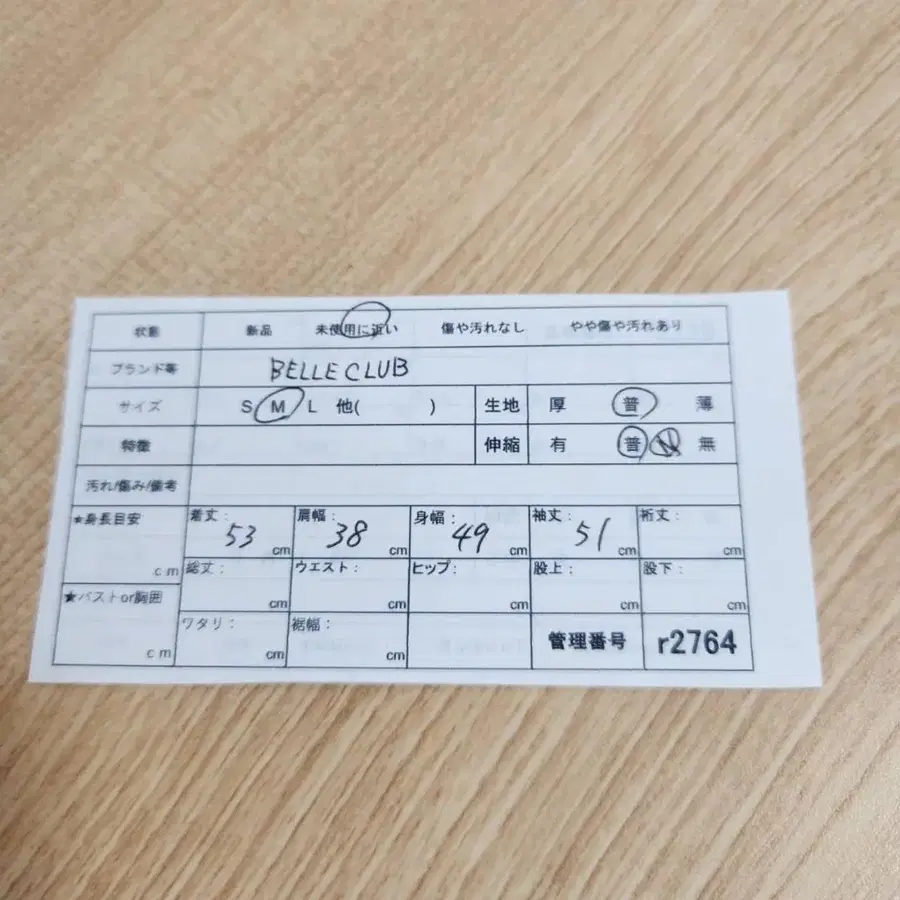 状態 新品 未使用に近い 傷や汚れなし やや傷や汚れあり
ブランド等 BELLE CLUB
サイズ S M L 他( ) 生地 厚 普 薄
特徴 伸縮 有 普 無
汚れ/傷み/備考
★身長目安 cm 着丈: 53 cm 肩幅: 38 cm 身幅: 49 cm 袖丈: 51 cm 裄丈: cm
総丈: cm ウエスト: cm ヒップ: cm 股上: cm 股下: cm
★バストor胸囲 cm ワタリ: cm 裾幅: cm 管理番号 r2764